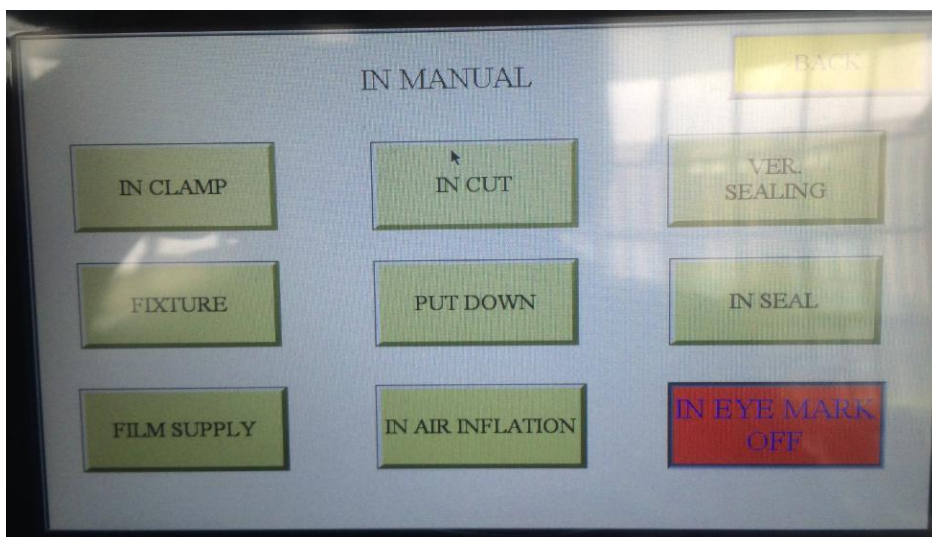 IN MANUAL
BACK
IN CLAMP
IN CUT
VER.
SEALING
FIXTURE
PUT DOWN
IN SEAL
FILM SUPPLY
IN AIR INFLATION
IN EYE MARK
OFF